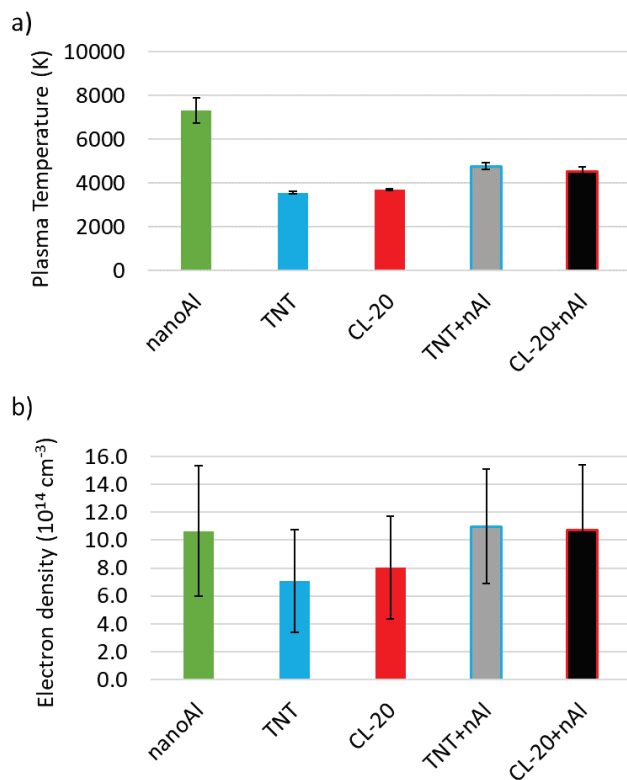 a)
Plasma Temperature (K)
10000
8000
6000
4000
2000
0
nanoAl
TNT
CL-20
TNT+nAl
CL-20+nAl
b)
Electron density (10¹⁴ cm⁻³)
16.0
14.0
12.0
10.0
8.0
6.0
4.0
2.0
0.0
nanoAl
TNT
CL-20
TNT+nAl
CL-20+nAl